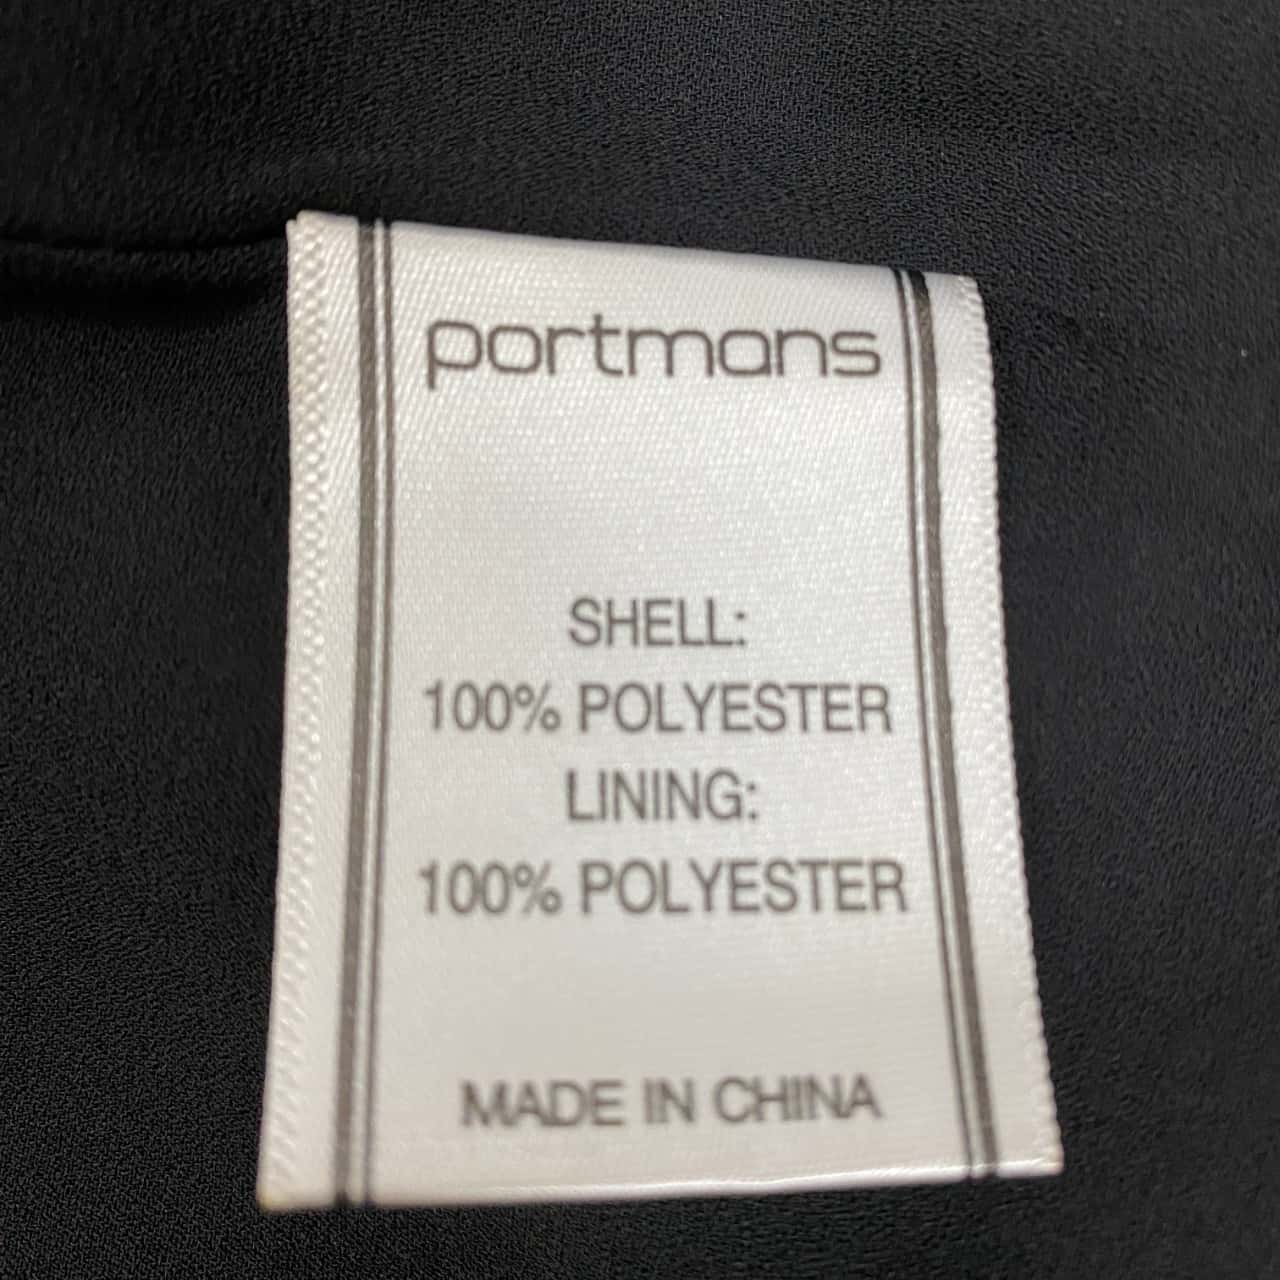 portmans
SHELL:
100% POLYESTER
LINING:
100% POLYESTER
MADE IN CHINA